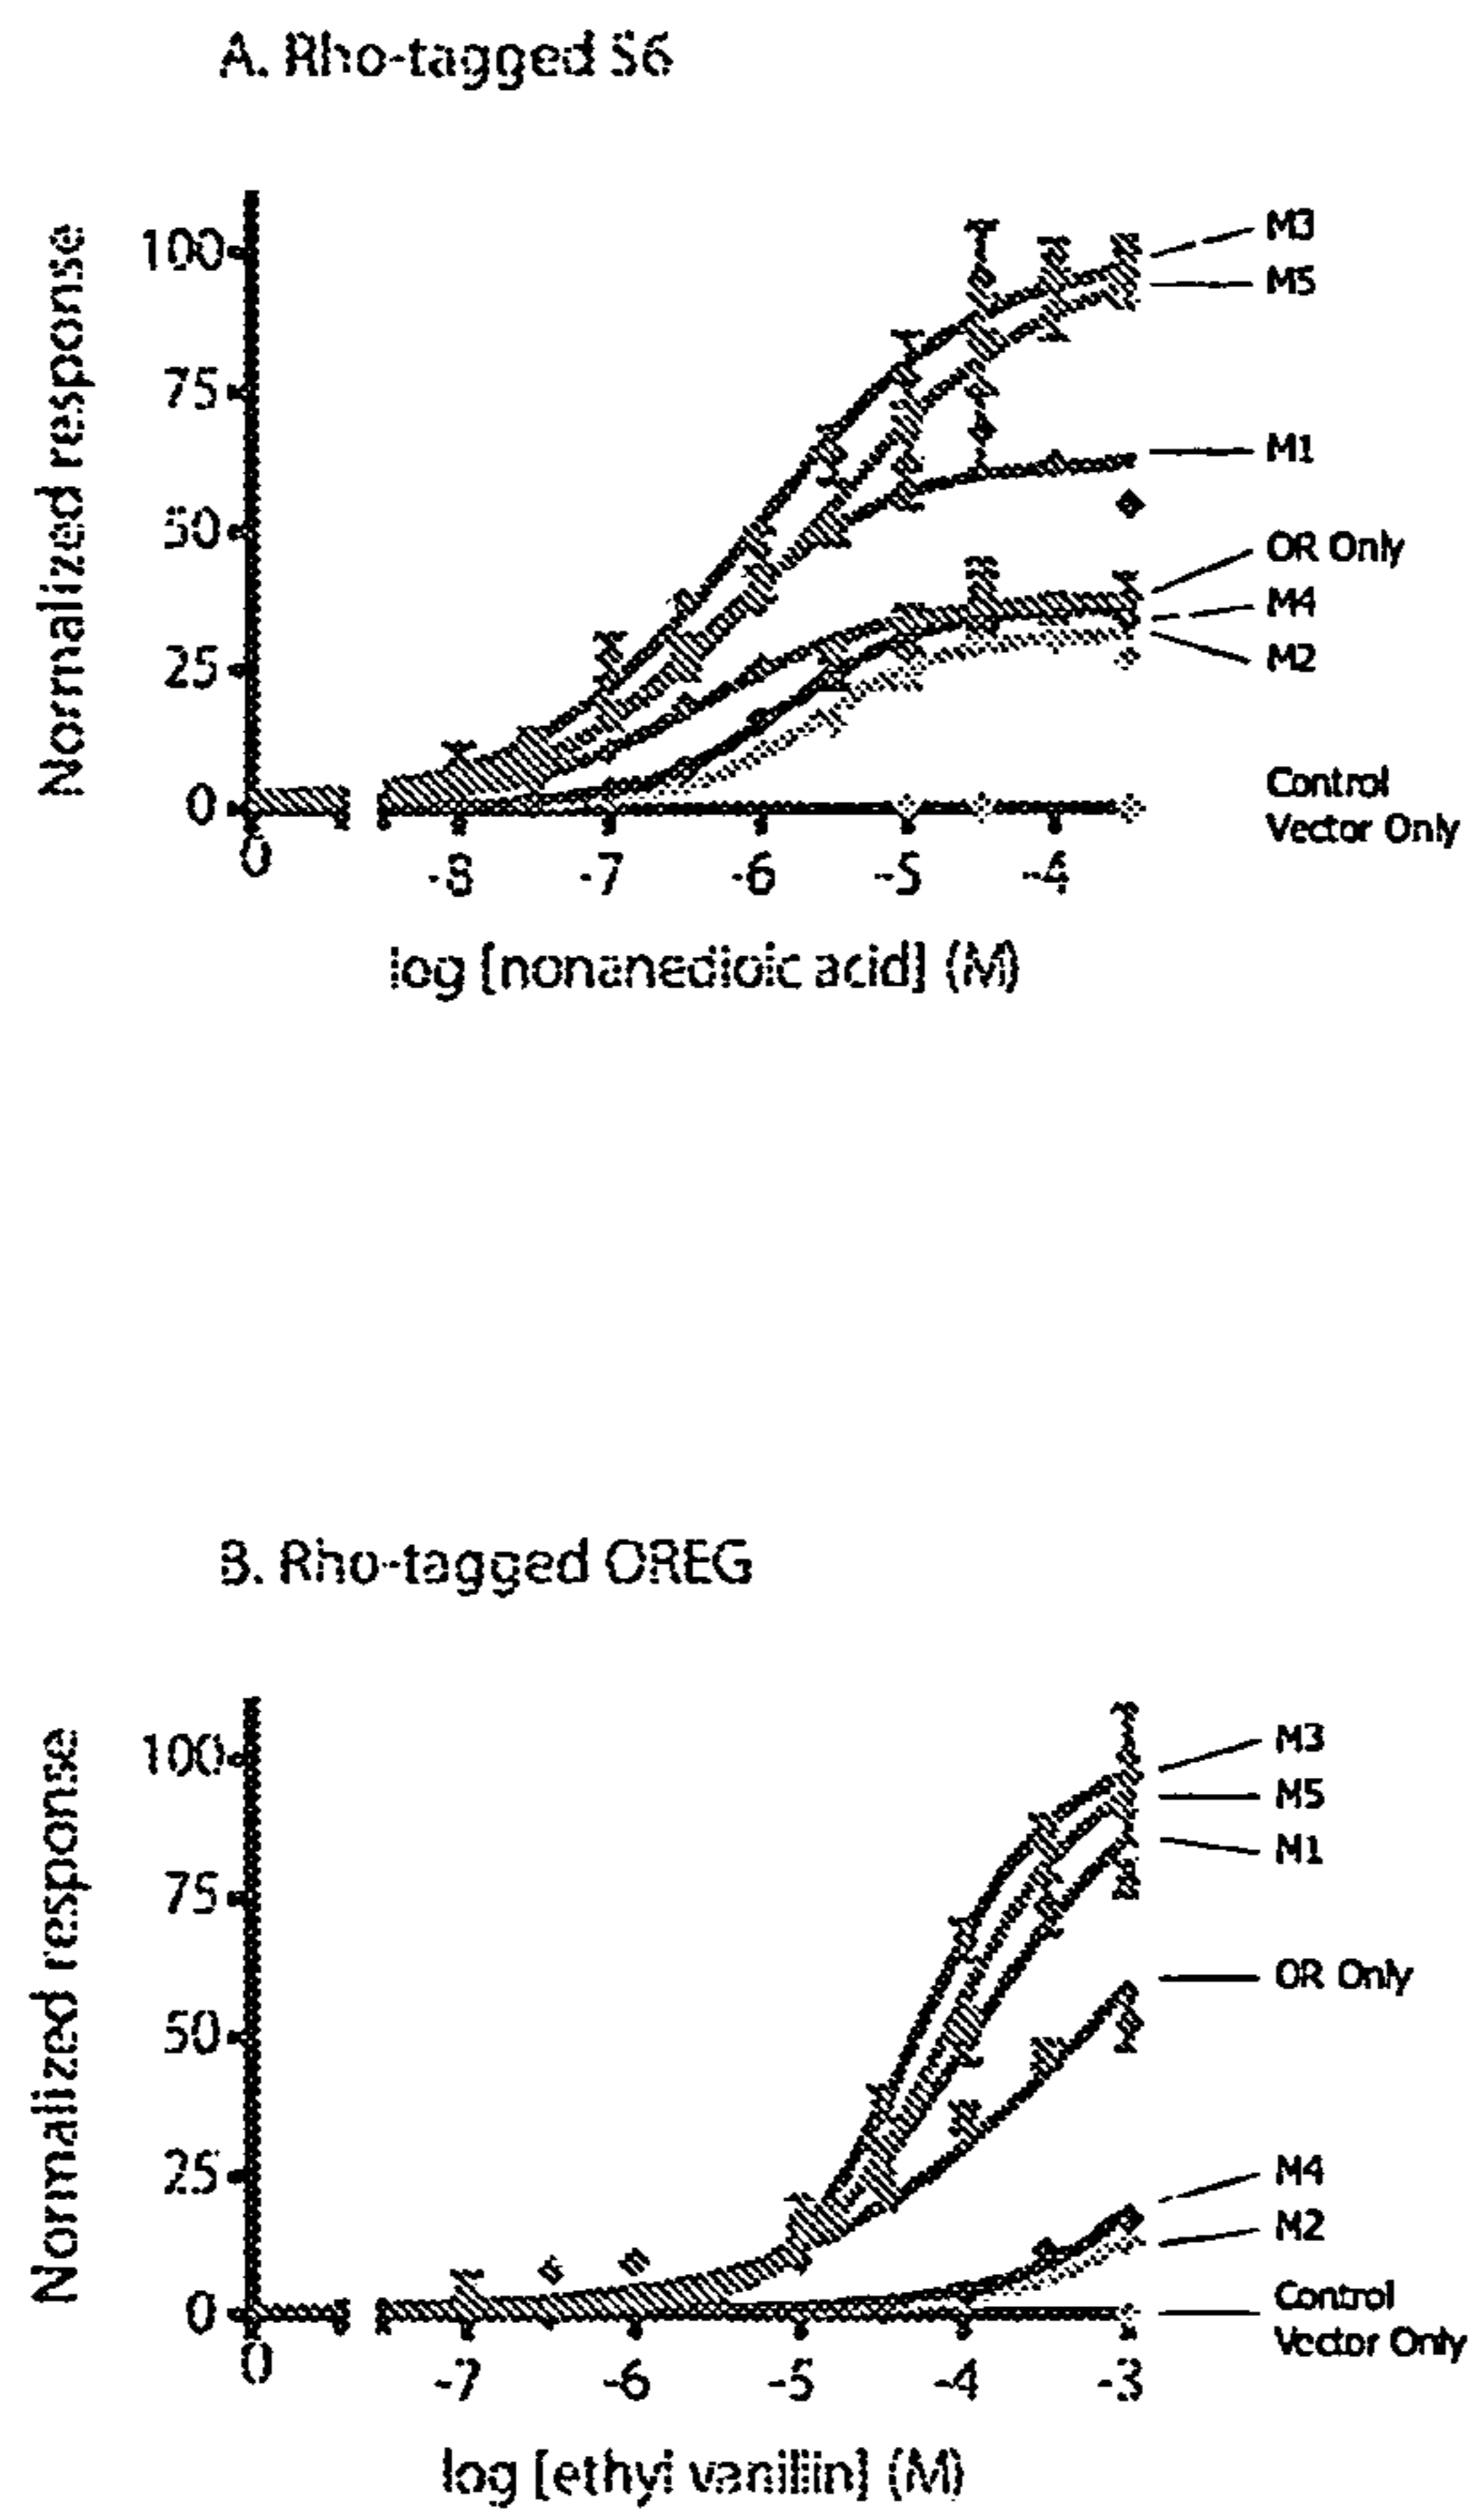 A. Rho-tagged S6
Normalized response
100
75
50
25
0
0
-8
-7
-6
-5
-4
log [nonanedioic acid] (M)
M3
M5
M1
OR Only
M4
M2
Control
Vector Only
B. Rho-tagged OREG
Normalized response
100
75
50
25
0
0
-7
-6
-5
-4
-3
log [ethyl vanillin] (M)
M3
M5
M1
OR Only
M4
M2
Control
Vector Only